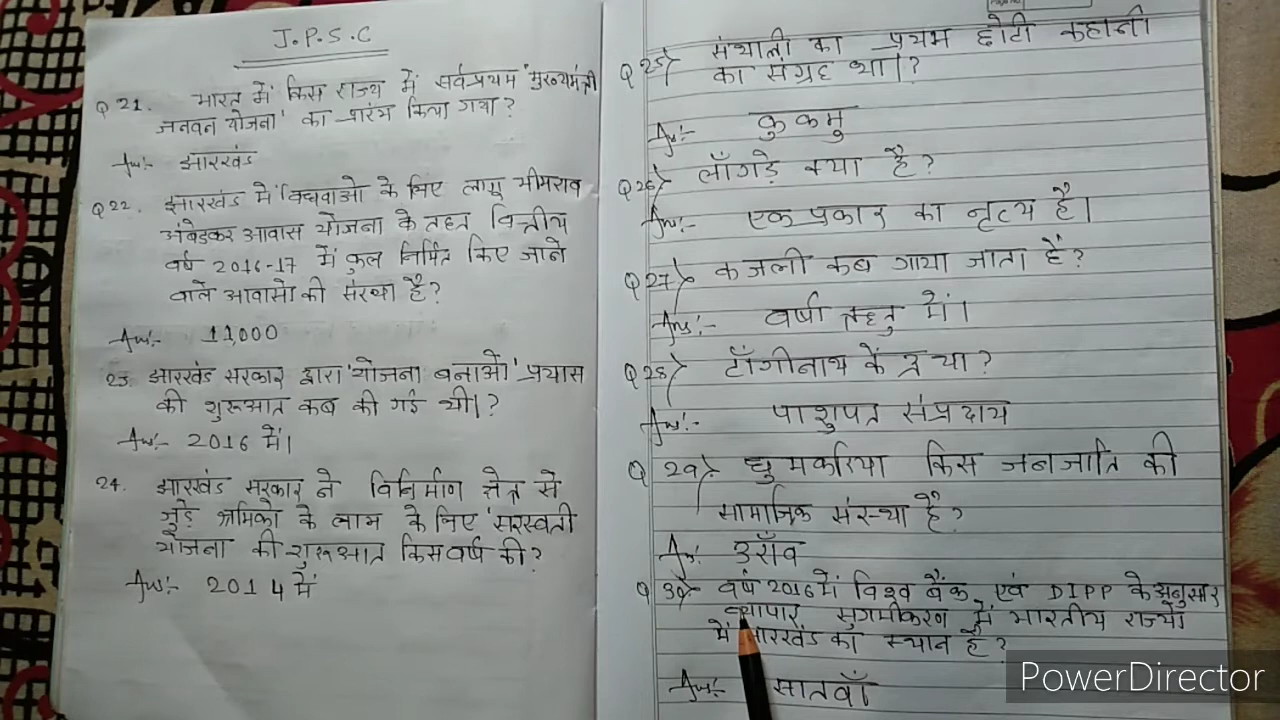 J.P.S.C
Q 21. भारत में किस राज्य में सर्वप्रथम 'मुख्यमंत्री
जनवन योजना' का प्रारंभ किया गया?
Ans:- झारखंड
Q 22. झारखंड में विधवाओ के लिए लागू भीमराव
अंबेडकर आवास योजना के तहत वित्तीय
वर्ष 2016-17 में कुल निर्मित किए जाने
वाले आवासो की संख्या है?
Ans:- 11,000
23. झारखंड सरकार द्वारा 'योजना बनाओ' प्रयास
की शुरूआत कब की गई थी।?
Ans:- 2016 में।
24. झारखंड सरकार ने विनिर्माण क्षेत्र से
जुड़े श्रमिको के लाभ के लिए 'सरस्वती
योजना की शुरूआत किस वर्ष की?
Ans:- 2014 में
Q 25) संथाली का प्रथम छोटी कहानी
का संग्रह था।?
Ans:- कुकमु
Q 26) लाँगड़े क्या है?
Ans:- एक प्रकार का नृत्य है।
Q 27) कजली कब गाया जाता है?
Ans:- वर्षा ऋतु में।
Q 28) टाँगीनाथ केंद्र था?
Ans:- पाशुपत संप्रदाय
Q 29) धुमकरिया किस जनजाति की
सामाजिक संस्था है?
Ans:- उराँव
Q 30) वर्ष 2016 में विश्व बैंक एवं DIPP के अनुसार
व्यापार सुगमीकरण में भारतीय राज्यों
में झारखंड का स्थान है?
Ans:- सातवाँ
PowerDirector